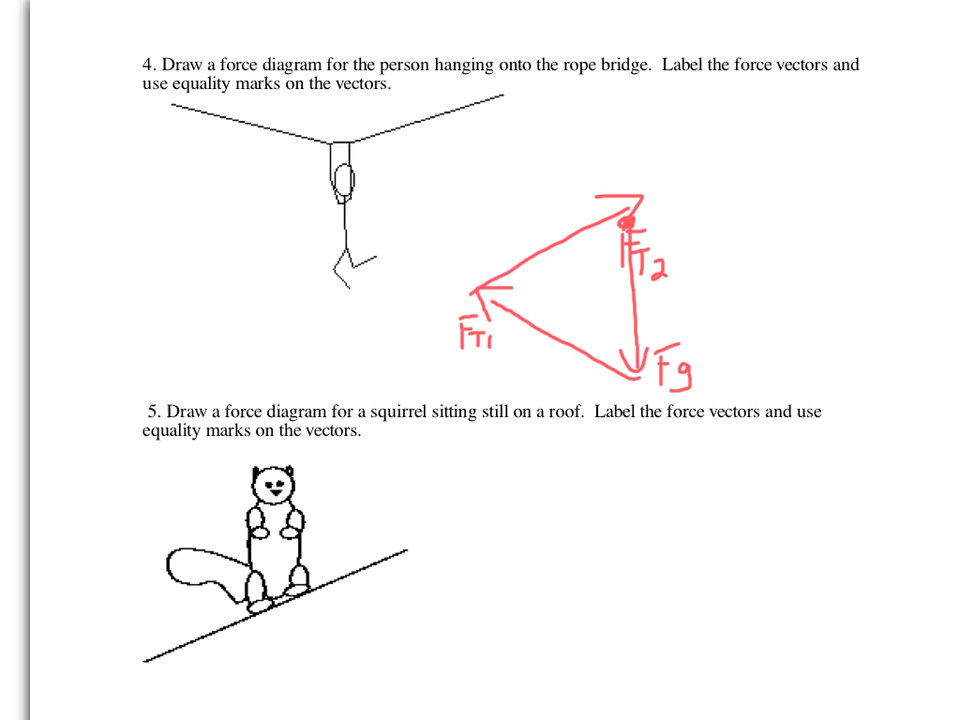 4. Draw a force diagram for the person hanging onto the rope bridge.  Label the force vectors and
use equality marks on the vectors.
FT2
FT1
Fg
5. Draw a force diagram for a squirrel sitting still on a roof.  Label the force vectors and use
equality marks on the vectors.